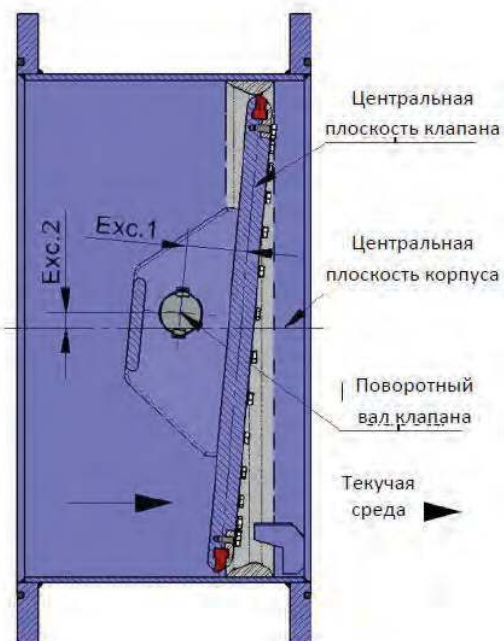 Центральная
плоскость клапана
Exc.1
Exc.2
Центральная
плоскость корпуса
Поворотный
вал клапана
Текучая
среда